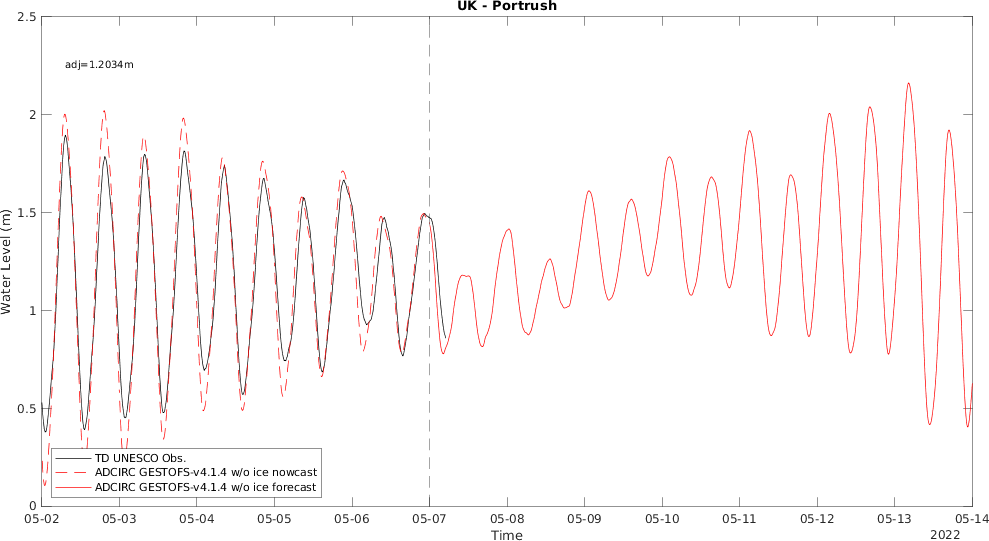 UK - Portrush
2.5
adj=1.2034m
2
1.5
Water Level (m)
1
0.5
TD UNESCO Obs.
ADCIRC GESTOFS-v4.1.4 w/o ice nowcast
ADCIRC GESTOFS-v4.1.4 w/o ice forecast
0
05-02 05-03 05-04 05-05 05-06 05-07 05-08 05-09 05-10 05-11 05-12 05-13 05-14
Time
2022